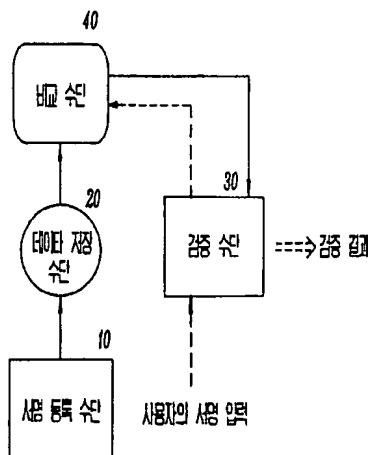 40
비교 수단
30
20
데이타 저장
수단
검증 수단
검증 결과
10
서명 등록 수단
사용자의 서명 입력